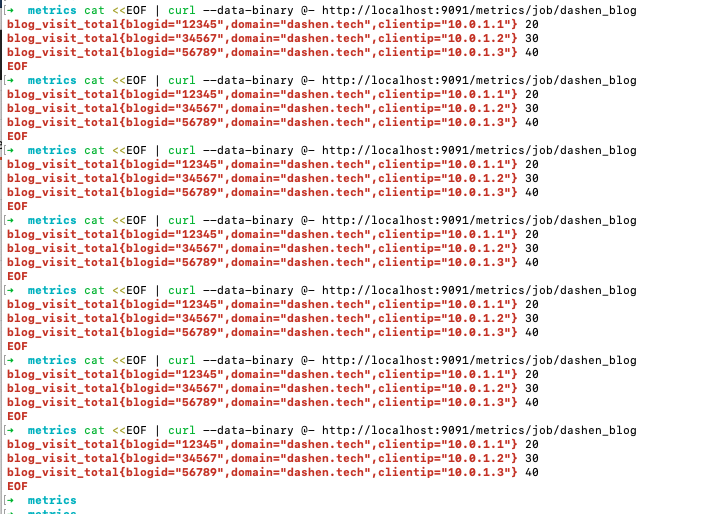 [→  metrics cat <<EOF | curl --data-binary @- http://localhost:9091/metrics/job/dashen_blog
blog_visit_total{blogid="12345",domain="dashen.tech",clientip="10.0.1.1"} 20
blog_visit_total{blogid="34567",domain="dashen.tech",clientip="10.0.1.2"} 30
blog_visit_total{blogid="56789",domain="dashen.tech",clientip="10.0.1.3"} 40
EOF
[→  metrics cat <<EOF | curl --data-binary @- http://localhost:9091/metrics/job/dashen_blog
blog_visit_total{blogid="12345",domain="dashen.tech",clientip="10.0.1.1"} 20
blog_visit_total{blogid="34567",domain="dashen.tech",clientip="10.0.1.2"} 30
blog_visit_total{blogid="56789",domain="dashen.tech",clientip="10.0.1.3"} 40
EOF
[→  metrics cat <<EOF | curl --data-binary @- http://localhost:9091/metrics/job/dashen_blog
blog_visit_total{blogid="12345",domain="dashen.tech",clientip="10.0.1.1"} 20
blog_visit_total{blogid="34567",domain="dashen.tech",clientip="10.0.1.2"} 30
blog_visit_total{blogid="56789",domain="dashen.tech",clientip="10.0.1.3"} 40
EOF
[→  metrics cat <<EOF | curl --data-binary @- http://localhost:9091/metrics/job/dashen_blog
blog_visit_total{blogid="12345",domain="dashen.tech",clientip="10.0.1.1"} 20
blog_visit_total{blogid="34567",domain="dashen.tech",clientip="10.0.1.2"} 30
blog_visit_total{blogid="56789",domain="dashen.tech",clientip="10.0.1.3"} 40
EOF
[→  metrics cat <<EOF | curl --data-binary @- http://localhost:9091/metrics/job/dashen_blog
blog_visit_total{blogid="12345",domain="dashen.tech",clientip="10.0.1.1"} 20
blog_visit_total{blogid="34567",domain="dashen.tech",clientip="10.0.1.2"} 30
blog_visit_total{blogid="56789",domain="dashen.tech",clientip="10.0.1.3"} 40
EOF
[→  metrics cat <<EOF | curl --data-binary @- http://localhost:9091/metrics/job/dashen_blog
blog_visit_total{blogid="12345",domain="dashen.tech",clientip="10.0.1.1"} 20
blog_visit_total{blogid="34567",domain="dashen.tech",clientip="10.0.1.2"} 30
blog_visit_total{blogid="56789",domain="dashen.tech",clientip="10.0.1.3"} 40
EOF
[→  metrics cat <<EOF | curl --data-binary @- http://localhost:9091/metrics/job/dashen_blog
blog_visit_total{blogid="12345",domain="dashen.tech",clientip="10.0.1.1"} 20
blog_visit_total{blogid="34567",domain="dashen.tech",clientip="10.0.1.2"} 30
blog_visit_total{blogid="56789",domain="dashen.tech",clientip="10.0.1.3"} 40
EOF
[→  metrics